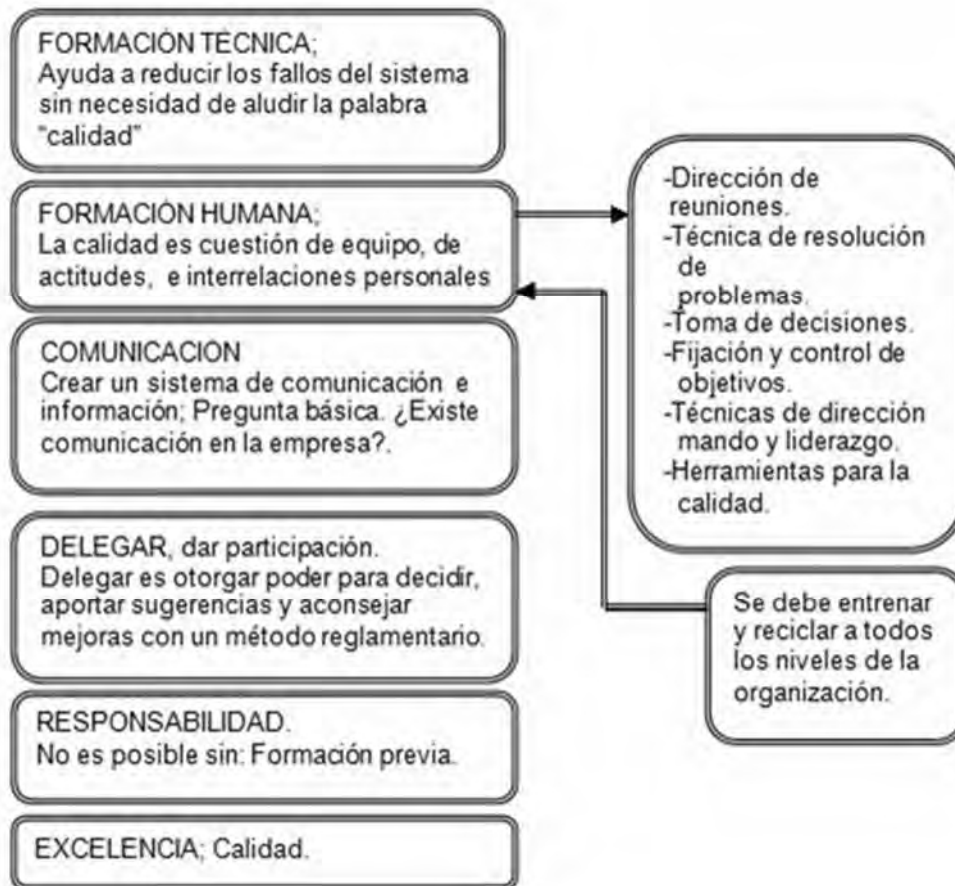 FORMACIÓN TÉCNICA;
Ayuda a reducir los fallos del sistema
sin necesidad de aludir la palabra
"calidad"
FORMACIÓN HUMANA;
La calidad es cuestión de equipo, de
actitudes, e interrelaciones personales
COMUNICACIÓN
Crear un sistema de comunicación e
información; Pregunta básica. ¿Existe
comunicación en la empresa?.
DELEGAR, dar participación.
Delegar es otorgar poder para decidir,
aportar sugerencias y aconsejar
mejoras con un método reglamentario.
RESPONSABILIDAD.
No es posible sin: Formación previa.
EXCELENCIA; Calidad.
-Dirección de
reuniones.
-Técnica de resolución
de
problemas.
-Toma de decisiones.
-Fijación y control de
objetivos.
-Técnicas de dirección
mando y liderazgo.
-Herramientas para la
calidad.
Se debe entrenar
y reciclar a todos
los niveles de la
organización.